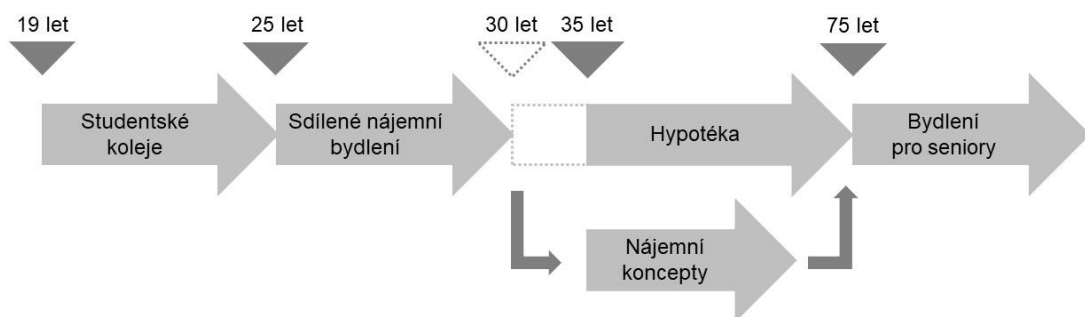 19 let
25 let
30 let
35 let
75 let
Studentské
koleje
Sdílené nájemní
bydlení
Hypotéka
Bydlení
pro seniory
Nájemní
koncepty